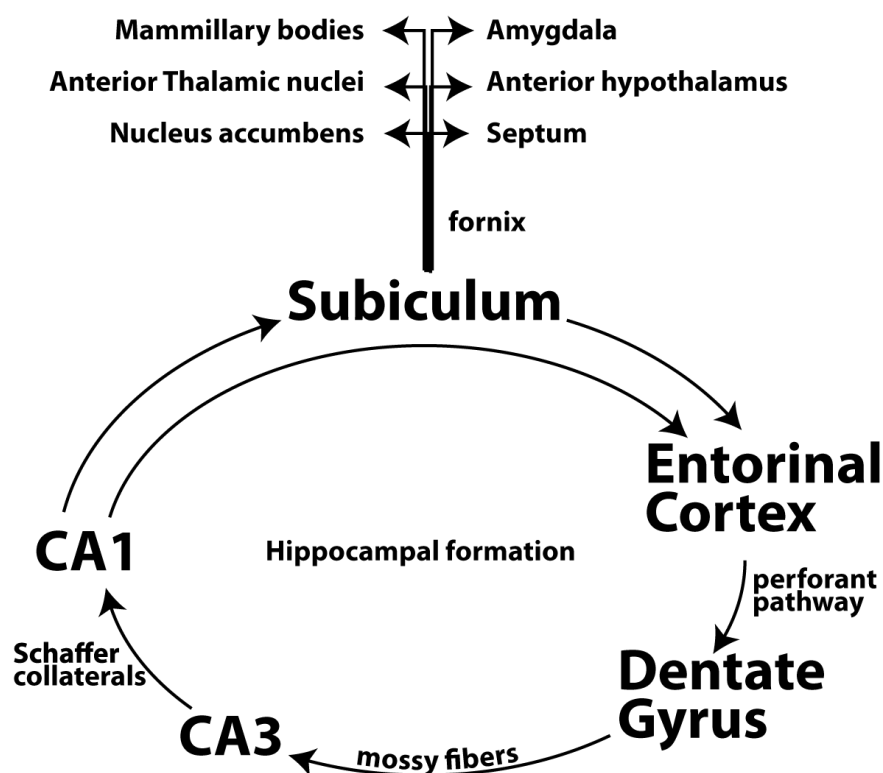 Mammillary bodies
Amygdala
Anterior Thalamic nuclei
Anterior hypothalamus
Nucleus accumbens
Septum
fornix
Subiculum
Entorinal
Cortex
CA1
Hippocampal formation
perforant
pathway
Schaffer
collaterals
Dentate
Gyrus
CA3
mossy fibers